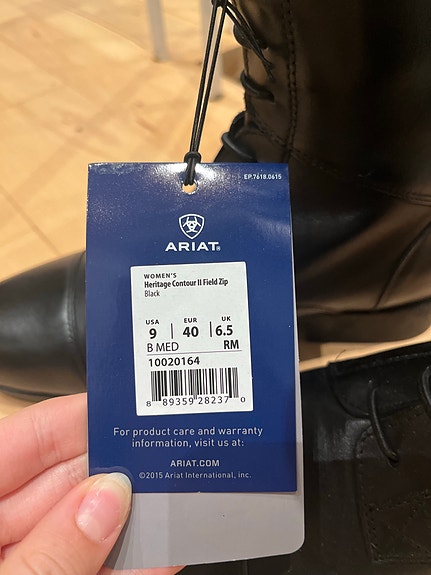 EP.7618.0615
ARIAT®
WOMEN'S
Heritage Contour II Field Zip
Black
USA EUR UK
9 | 40 | 6.5
B MED RM
10020164
8 89359 28237 0
For product care and warranty
information, visit us at:
ARIAT.COM
©2015 Ariat International, inc.